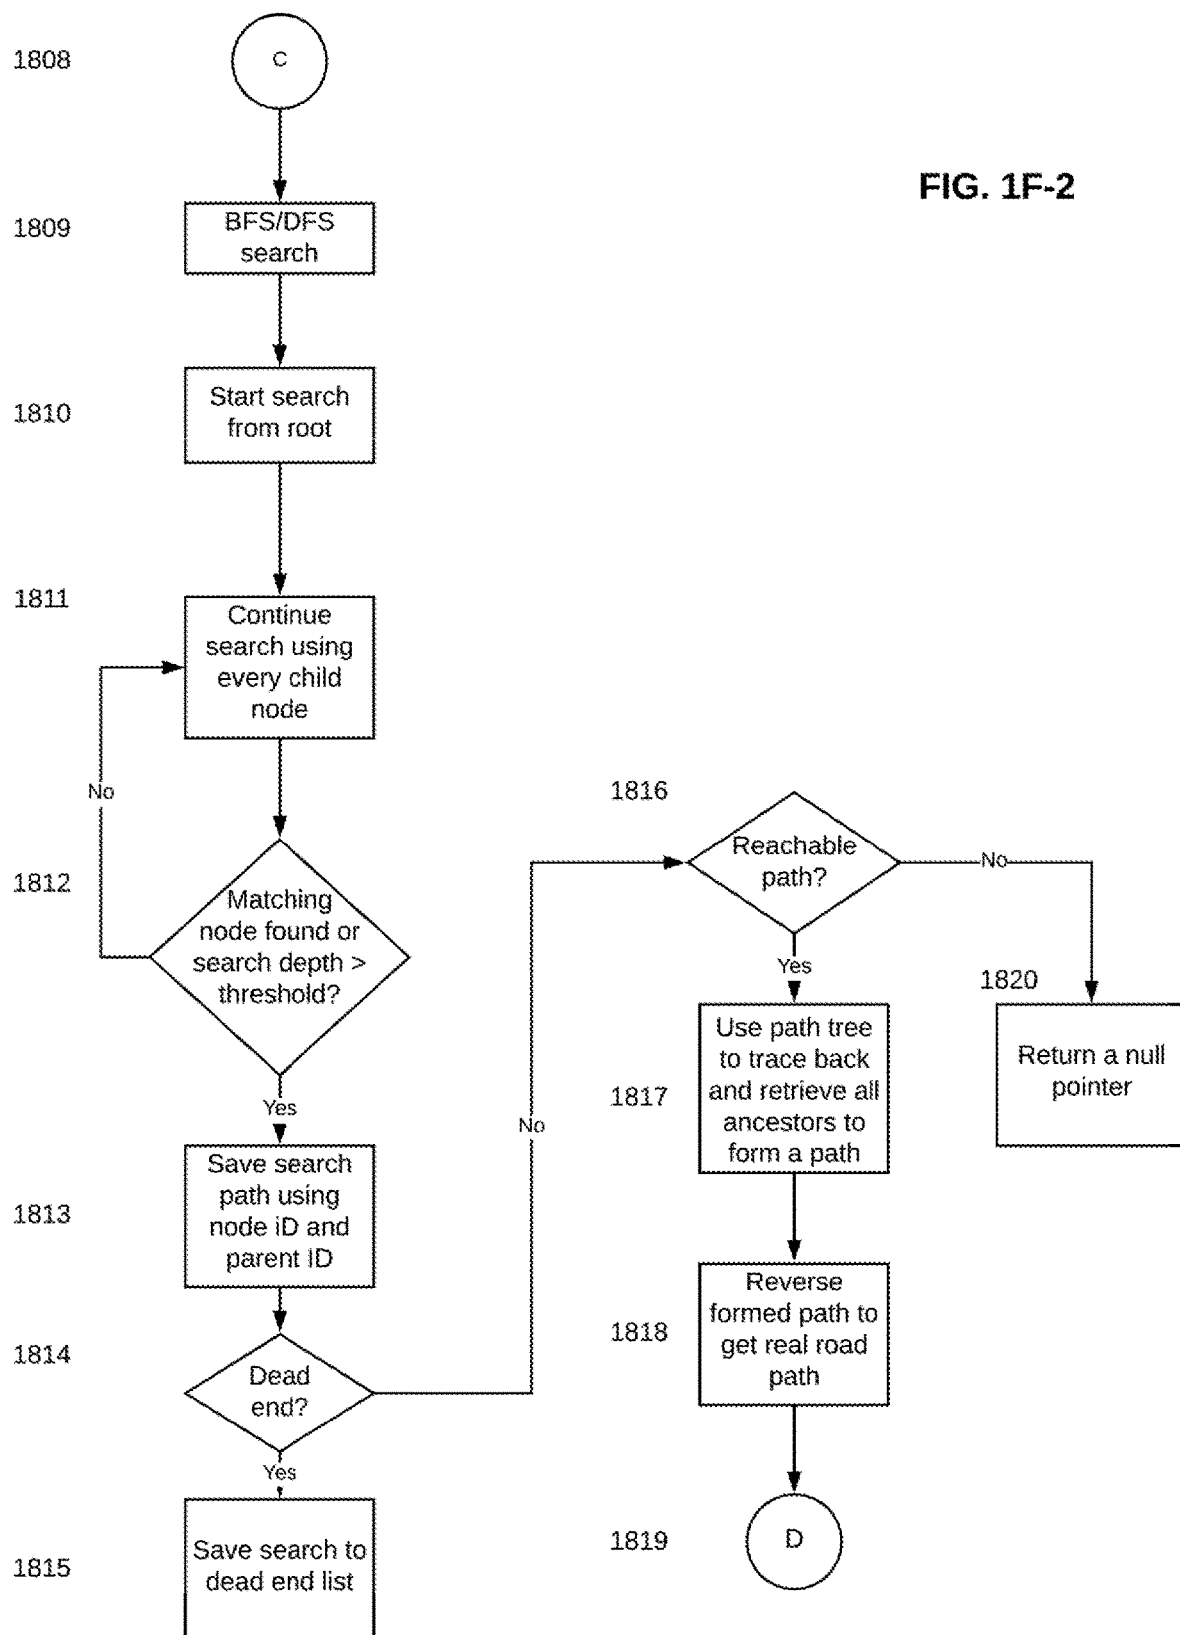 1808
C
FIG. 1F-2
1809
BFS/DFS
search
1810
Start search
from root
1811
Continue
search using
every child
node
No
1812
Matching
node found or
search depth >
threshold?
Yes
1813
Save search
path using
node iD and
parent ID
1814
Dead
end?
Yes
1815
Save search to
dead end list
No
1816
Reachable
path?
No
Yes
1820
Return a null
pointer
1817
Use path tree
to trace back
and retrieve all
ancestors to
form a path
1818
Reverse
formed path to
get real road
path
1819
D